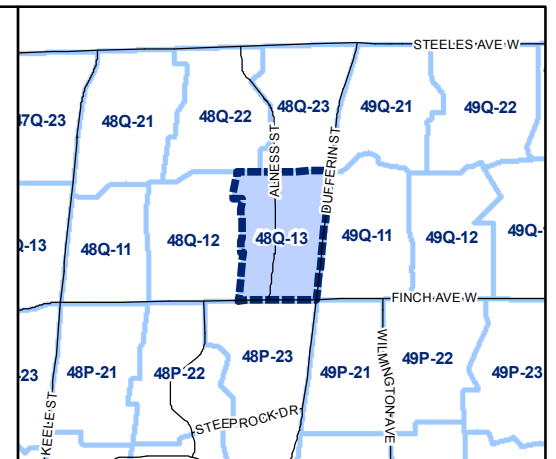 STEELES AVE W
47Q-23
48Q-21
48Q-22
48Q-23
49Q-21
49Q-22
ALNESS ST
DUFFERIN ST
Q-13
48Q-11
48Q-12
48Q-13
49Q-11
49Q-12
49Q-
FINCH AVE W
-23
48P-21
48P-22
48P-23
49P-21
49P-22
49P-23
KEELE ST
STEEPROCK DR
WILMINGTON AVE